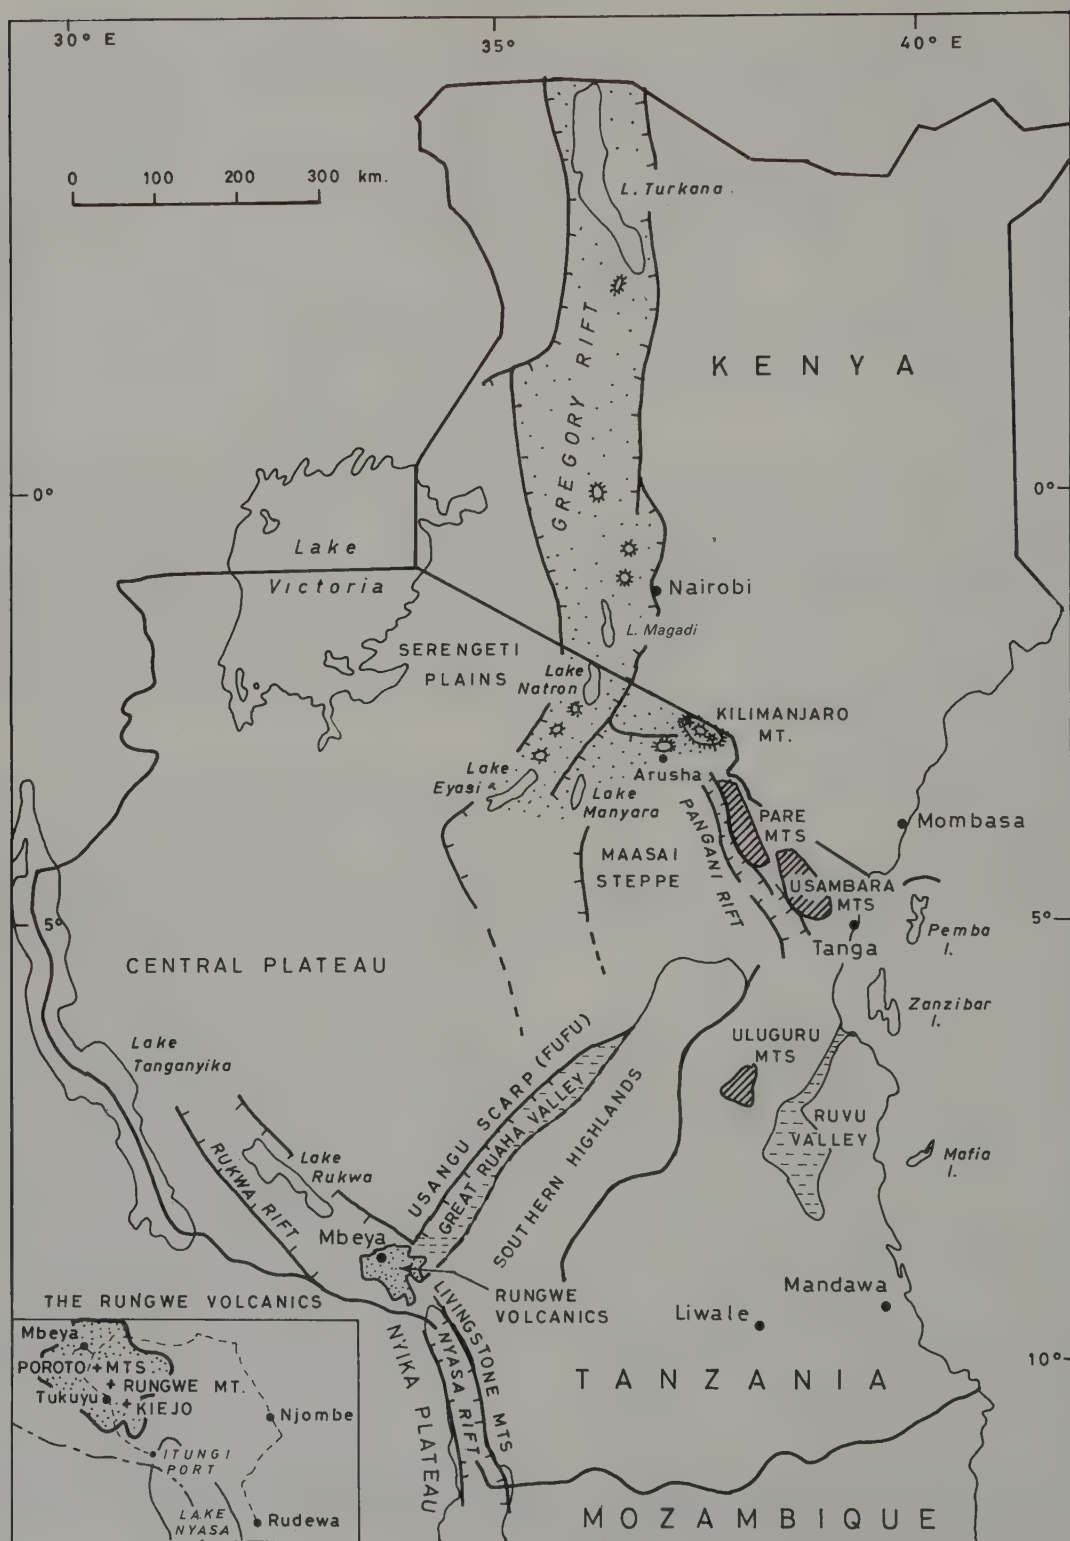 30° E
35°
40° E
0 100 200 300 km.
L. Turkana
KENYA
GREGORY RIFT
0°
0°
Lake
Victoria
Nairobi
L. Magadi
SERENGETI
PLAINS
Lake
Natron
KILIMANJARO
MT.
Arusha
Lake
Eyasi
Lake
Manyara
PANGANI RIFT
PARE
MTS
Mombasa
MAASAI
STEPPE
USAMBARA
MTS
5°
5°
Pemba
I.
Tanga
CENTRAL PLATEAU
Zanzibar
I.
ULUGURU
MTS
Lake
Tanganyika
USANGU SCARP (FUFU)
GREAT RUAHA VALLEY
SOUTHERN HIGHLANDS
RUVU
VALLEY
Mafia
I.
Lake
Rukwa
RUKWA RIFT
Mbeya
RUNGWE
VOLCANICS
Mandawa
Liwale
LIVINGSTONE MTS
NYASA RIFT
NYIKA PLATEAU
10°
TANZANIA
MOZAMBIQUE
THE RUNGWE VOLCANICS
Mbeya
POROTO MTS
RUNGWE MT.
Tukuyu
KIEJO
Njombe
ITUNGI
PORT
LAKE
NYASA
Rudewa